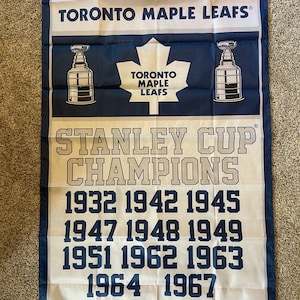 TORONTO MAPLE LEAFS®
TORONTO
MAPLE
LEAFS
STANLEY CUP®
CHAMPIONS
1932 1942 1945
1947 1948 1949
1951 1962 1963
1964 1967